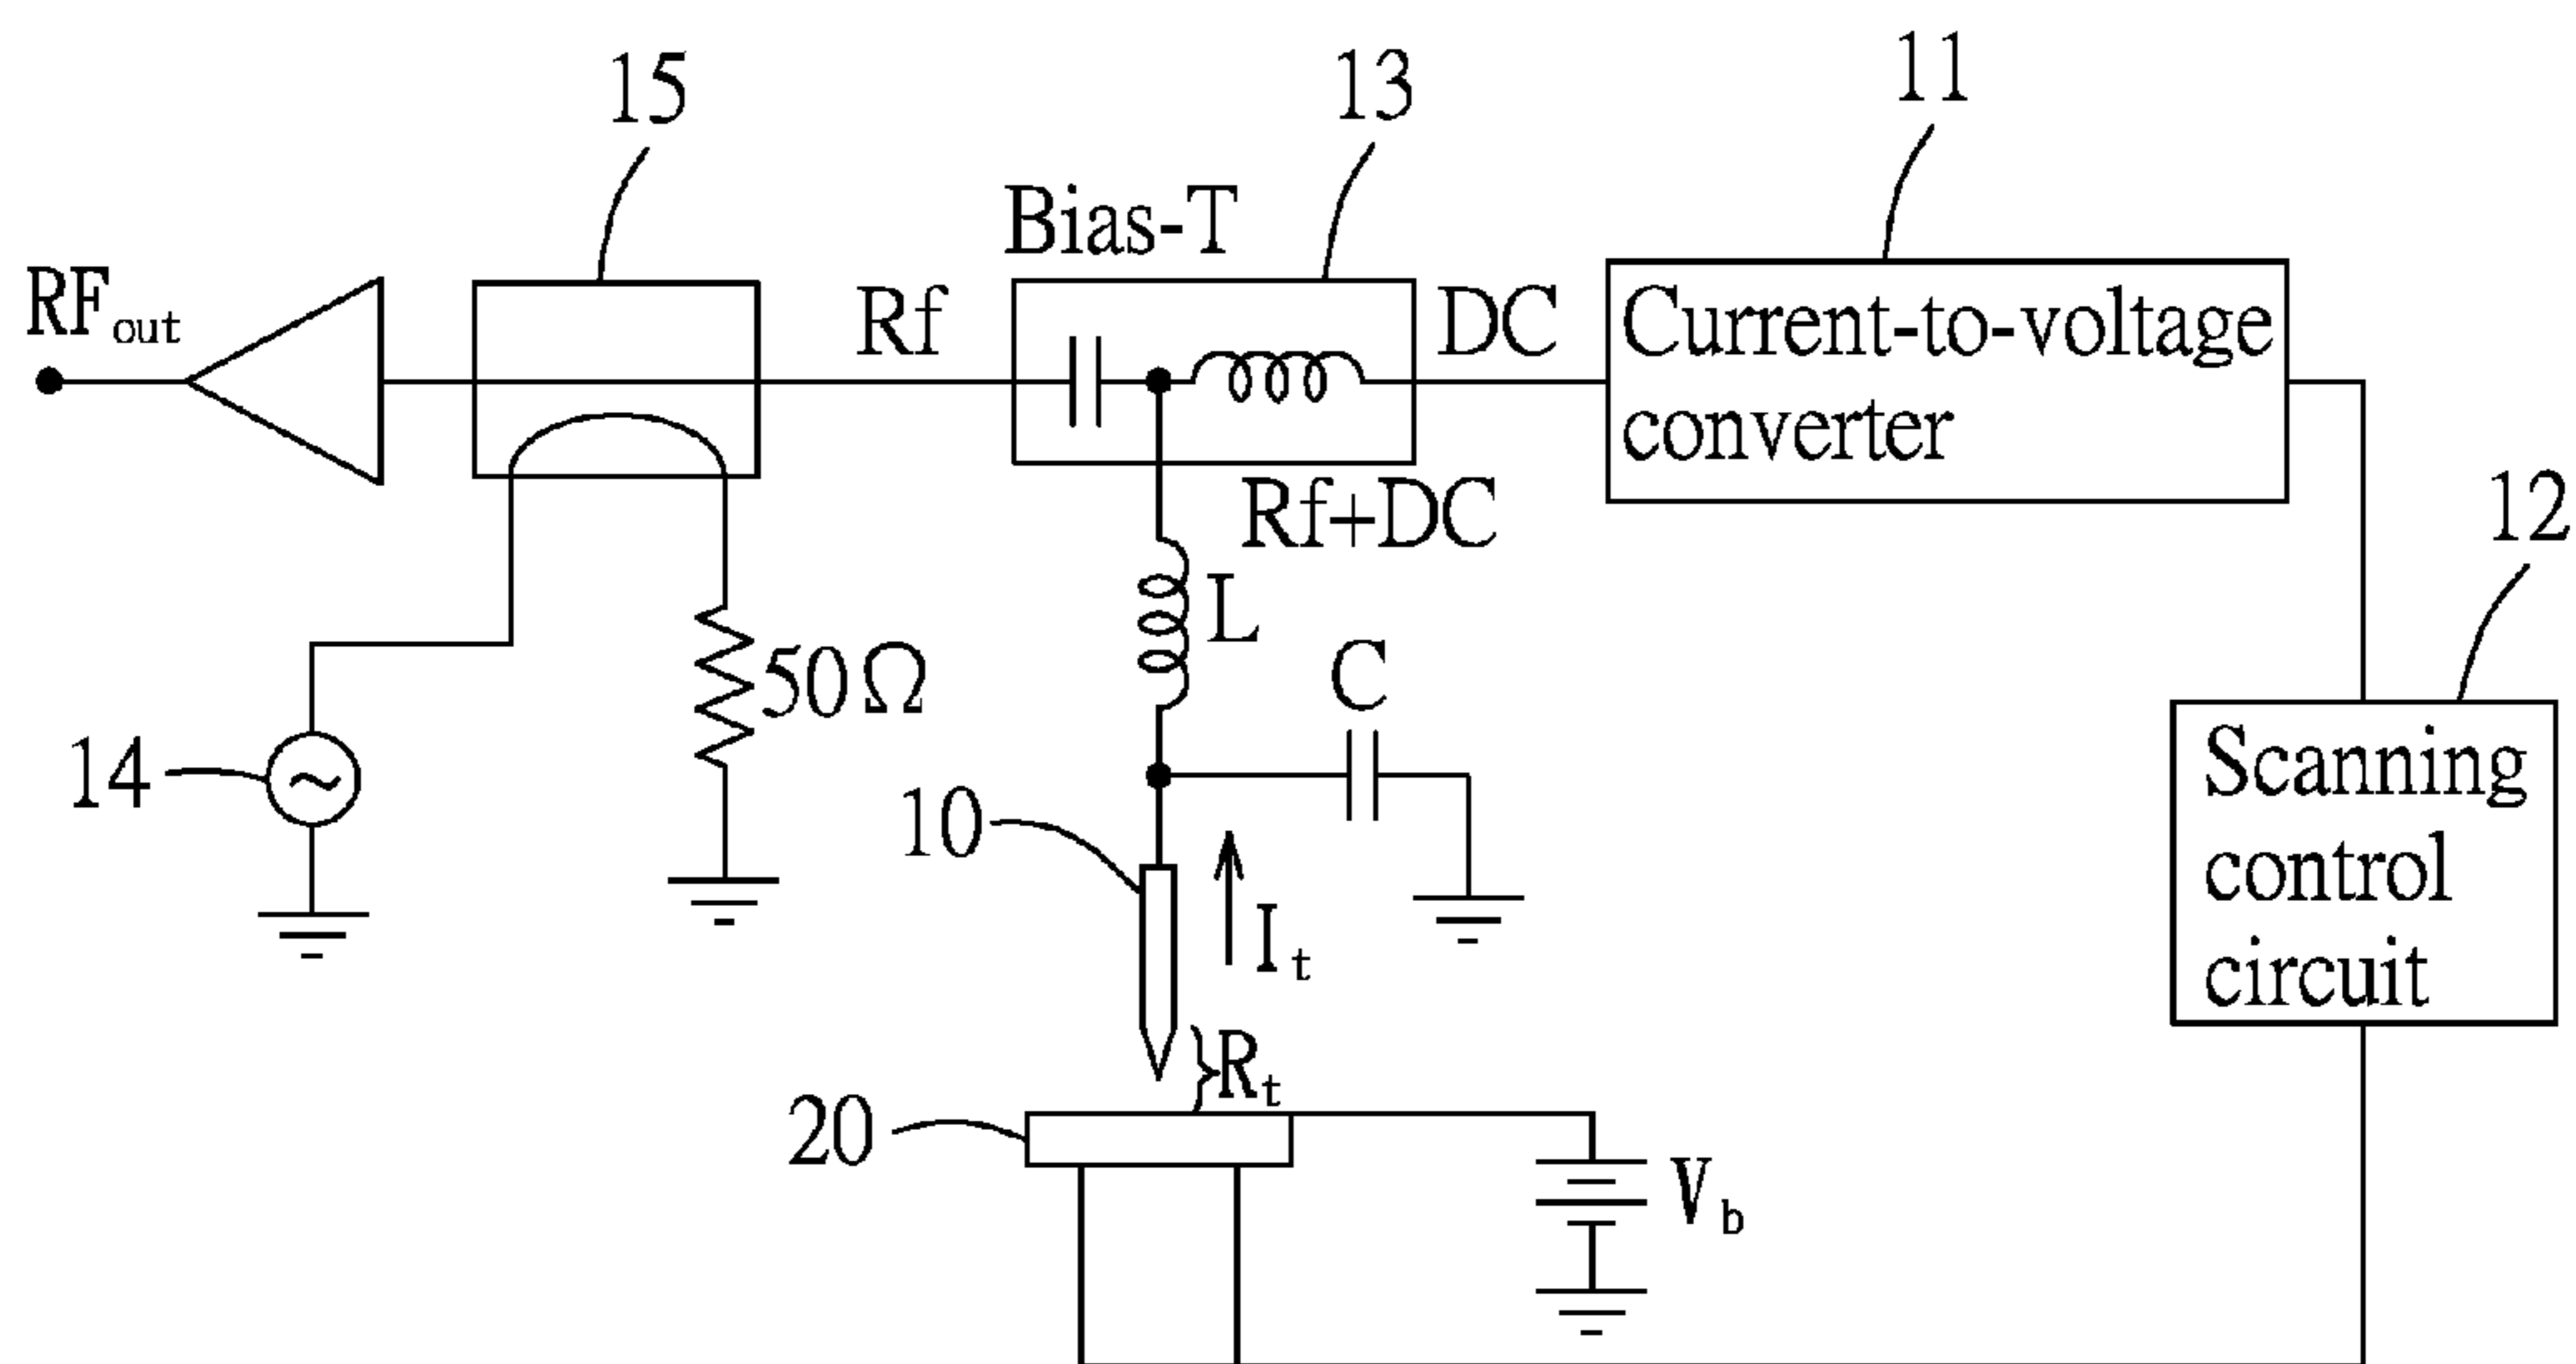 15
13
11
Bias-T
RFout
Rf
DC
Current-to-voltage
converter
Rf+DC
12
L
50Ω
C
14
10
Scanning
control
circuit
It
Rt
20
Vb